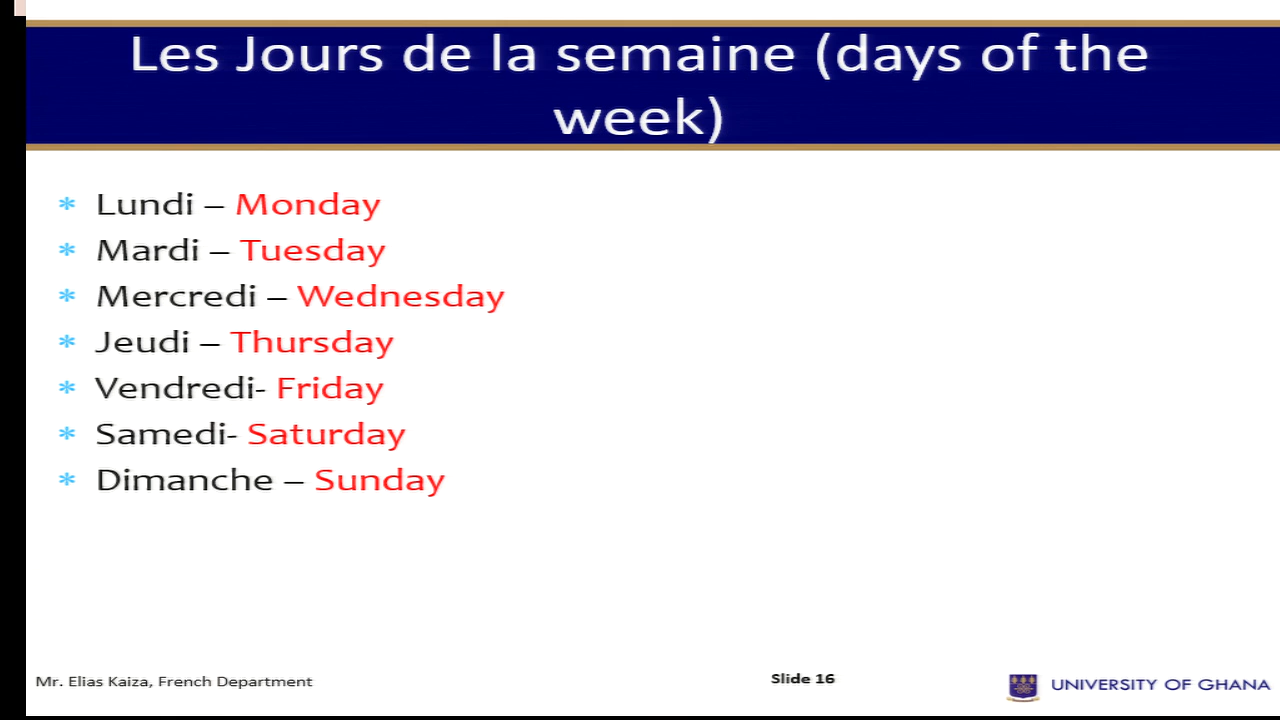 Les Jours de la semaine (days of the
week)
* Lundi – Monday
* Mardi – Tuesday
* Mercredi – Wednesday
* Jeudi – Thursday
* Vendredi- Friday
* Samedi- Saturday
* Dimanche – Sunday
Mr. Elias Kaiza, French Department
Slide 16
UNIVERSITY OF GHANA